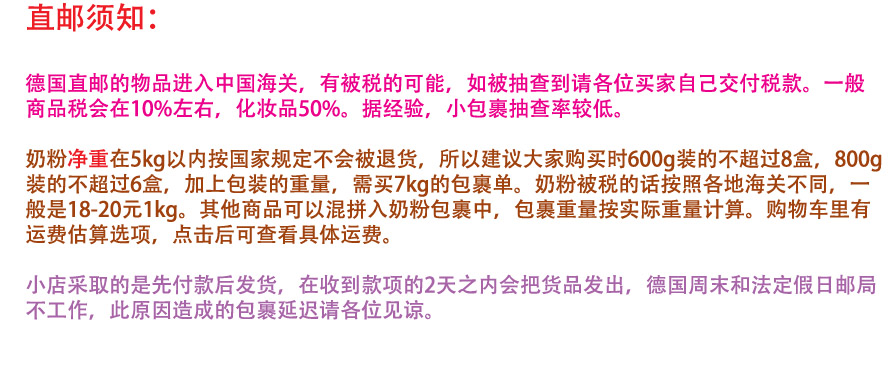 直邮须知：
德国直邮的物品进入中国海关，有被税的可能，如被抽查到请各位买家自己交付税款。一般
商品税会在10%左右，化妆品50%。据经验，小包裹抽查率较低。
奶粉净重在5kg以内按国家规定不会被退货，所以建议大家购买时600g装的不超过8盒，800g
装的不超过6盒，加上包装的重量，需买7kg的包裹单。奶粉被税的话按照各地海关不同，一
般是18-20元1kg。其他商品可以混拼入奶粉包裹中，包裹重量按实际重量计算。购物车里有
运费估算选项，点击后可查看具体运费。
小店采取的是先付款后发货，在收到款项的2天之内会把货品发出，德国周末和法定假日邮局
不工作，此原因造成的包裹延迟请各位见谅。